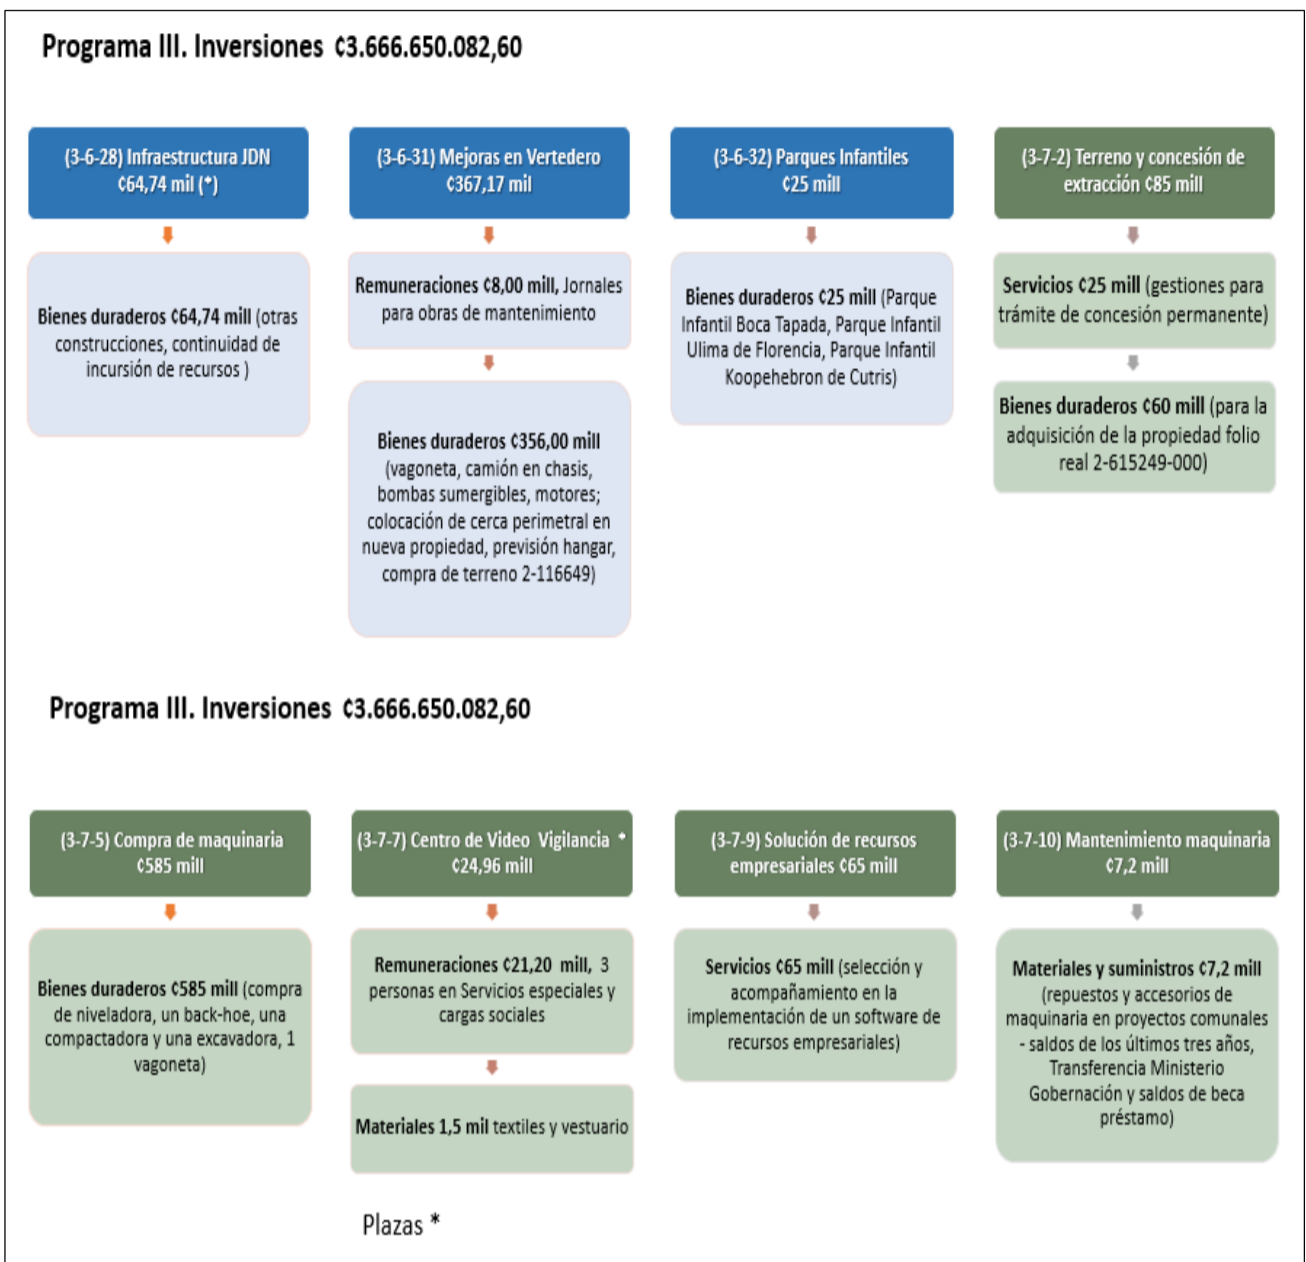 Programa III. Inversiones ¢3.666.650.082,60
(3-6-28) Infraestructura JDN
¢64,74 mil (*)
Bienes duraderos ¢64,74 mill (otras
construcciones, continuidad de
incursión de recursos )
(3-6-31) Mejoras en Vertedero
¢367,17 mil
Remuneraciones ¢8,00 mill, Jornales
para obras de mantenimiento
Bienes duraderos ¢356,00 mill
(vagoneta, camión en chasis,
bombas sumergibles, motores;
colocación de cerca perimetral en
nueva propiedad, previsión hangar,
compra de terreno 2-116649)
(3-6-32) Parques Infantiles
¢25 mill
Bienes duraderos ¢25 mill (Parque
Infantil Boca Tapada, Parque Infantil
Ulima de Florencia, Parque Infantil
Koopehebron de Cutris)
(3-7-2) Terreno y concesión de
extracción ¢85 mill
Servicios ¢25 mill (gestiones para
trámite de concesión permanente)
Bienes duraderos ¢60 mill (para la
adquisición de la propiedad folio
real 2-615249-000)
Programa III. Inversiones ¢3.666.650.082,60
(3-7-5) Compra de maquinaria
¢585 mill
Bienes duraderos ¢585 mill (compra
de niveladora, un back-hoe, una
compactadora y una excavadora, 1
vagoneta)
(3-7-7) Centro de Video Vigilancia *
¢24,96 mill
Remuneraciones ¢21,20 mill, 3
personas en Servicios especiales y
cargas sociales
Materiales 1,5 mil textiles y vestuario
Plazas *
(3-7-9) Solución de recursos
empresariales ¢65 mill
Servicios ¢65 mill (selección y
acompañamiento en la
implementación de un software de
recursos empresariales)
(3-7-10) Mantenimiento maquinaria
¢7,2 mill
Materiales y suministros ¢7,2 mill
(repuestos y accesorios de
maquinaria en proyectos comunales
- saldos de los últimos tres años,
Transferencia Ministerio
Gobernación y saldos de beca
préstamo)